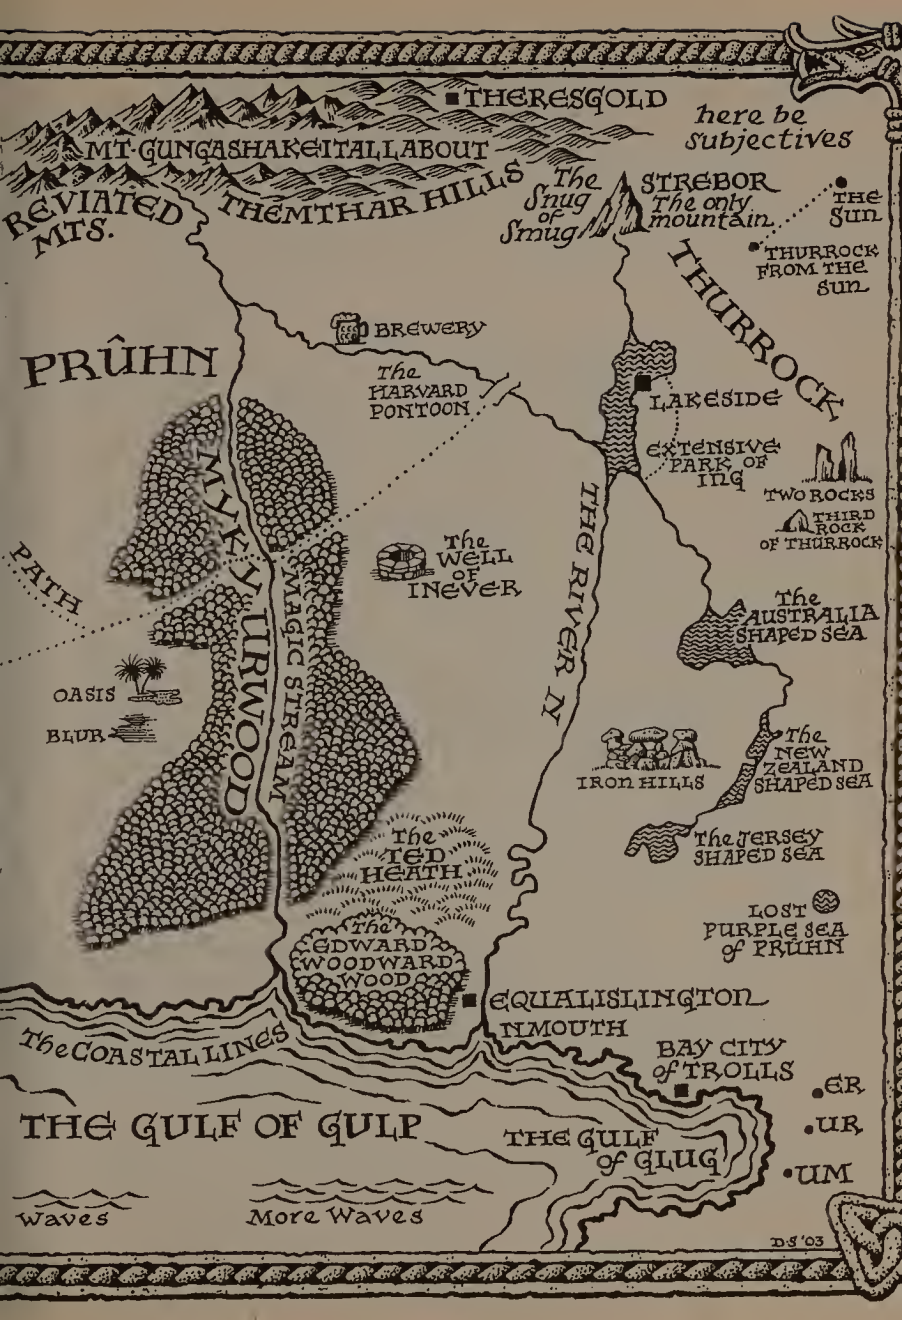 THERESGOLD
here be
subjectives
MT. GUNGASHAKEITALLABOUT
THEMTHAR HILLS
REVIATED
MTS.
The
Snug
of
Smug
STREBOR
The only
mountain
THE
SUN
THURROCK
FROM THE
SUN
THURROCK
BREWERY
PRÛHN
The
HARVARD
PONTOON
LAKESIDE
EXTENSIVE
PARK OF
ING
TWO ROCKS
THIRD
ROCK
OF THURROCK
MYKYURWOOD
MAGIC STREAM
PATH
The
WELL
OF
INEVER
THE RIVER N
The
AUSTRALIA
SHAPED SEA
OASIS
BLUR
IRON HILLS
The
NEW
ZEALAND
SHAPED SEA
The JERSEY
SHAPED SEA
The
TED
HEATH
LOST
PURPLE SEA
of PRÛHN
The
EDWARD
WOODWARD
WOOD
EQUALISLINGTON
NMOUTH
The COASTAL LINES
BAY CITY
of TROLLS
ER
UR
UM
THE GULF OF GULP
THE GULF
of GLUG
Waves
More Waves
DS '03